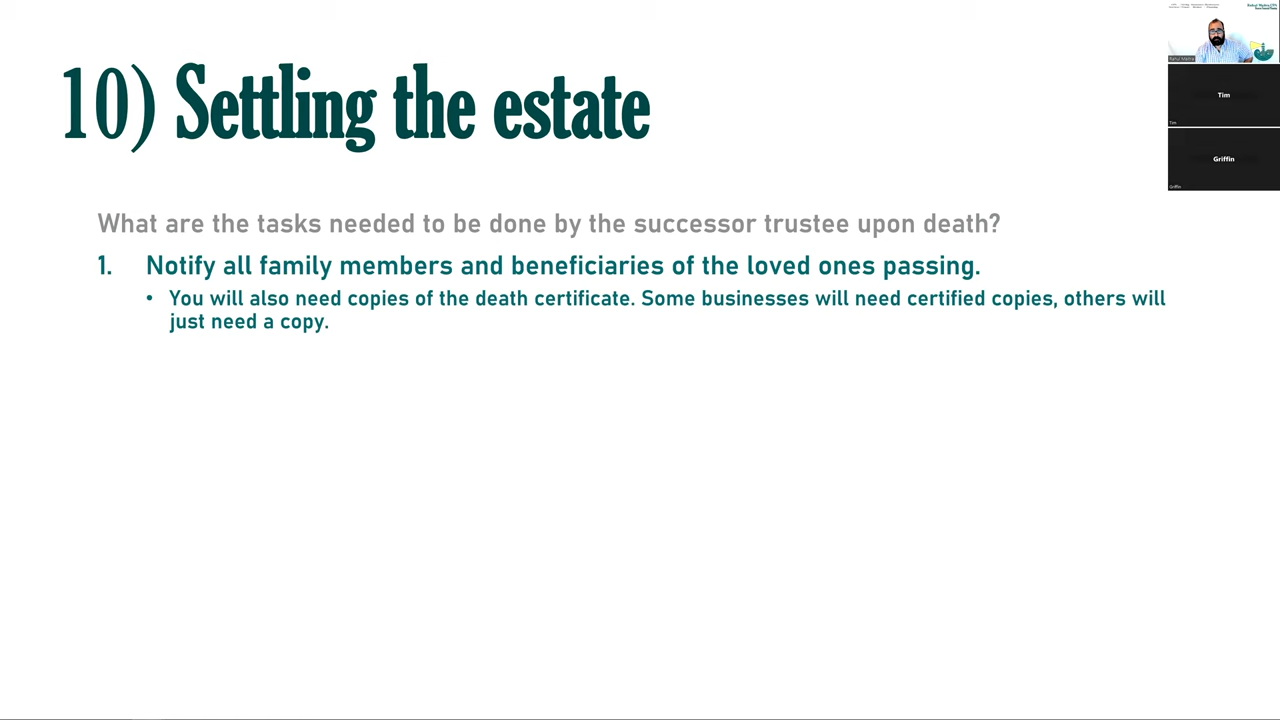 10) Settling the estate
What are the tasks needed to be done by the successor trustee upon death?
1. Notify all family members and beneficiaries of the loved ones passing.
• You will also need copies of the death certificate. Some businesses will need certified copies, others will
just need a copy.
Tim
Tim
Griffin
Griffin